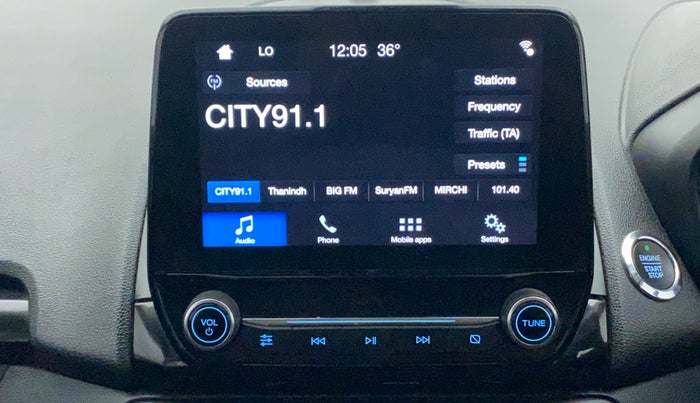 LO 12:05 36°
FM Sources Stations
CITY91.1
Frequency
Traffic (TA)
Presets
CITY91.1 Thanindh BIG FM SuryanFM MIRCHI 101.40
Audio Phone Mobile apps Settings
ENGINE
START
STOP
VOL TUNE